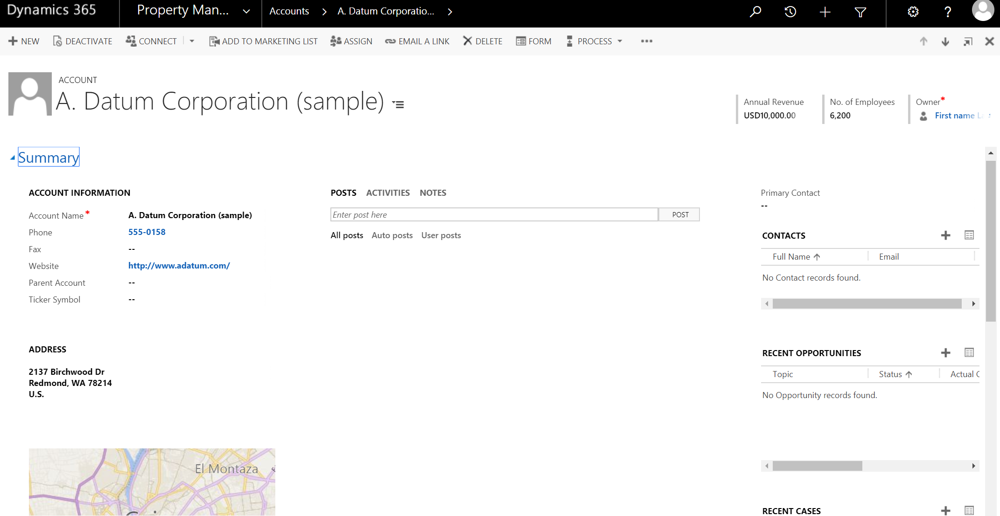 Dynamics 365
Property Man...
Accounts
A. Datum Corporatio...
NEW
DEACTIVATE
CONNECT
ADD TO MARKETING LIST
ASSIGN
EMAIL A LINK
DELETE
FORM
PROCESS
ACCOUNT
A. Datum Corporation (sample)
Annual Revenue
USD10,000.00
No. of Employees
6,200
Owner*
First name
Summary
ACCOUNT INFORMATION
Account Name* A. Datum Corporation (sample)
Phone 555-0158
Fax --
Website http://www.adatum.com/
Parent Account --
Ticker Symbol --
ADDRESS
2137 Birchwood Dr
Redmond, WA 78214
U.S.
El Montaza
POSTS ACTIVITIES NOTES
Enter post here POST
All posts Auto posts User posts
Primary Contact
--
CONTACTS
Full Name Email
No Contact records found.
RECENT OPPORTUNITIES
Topic Status Actual
No Opportunity records found.
RECENT CASES